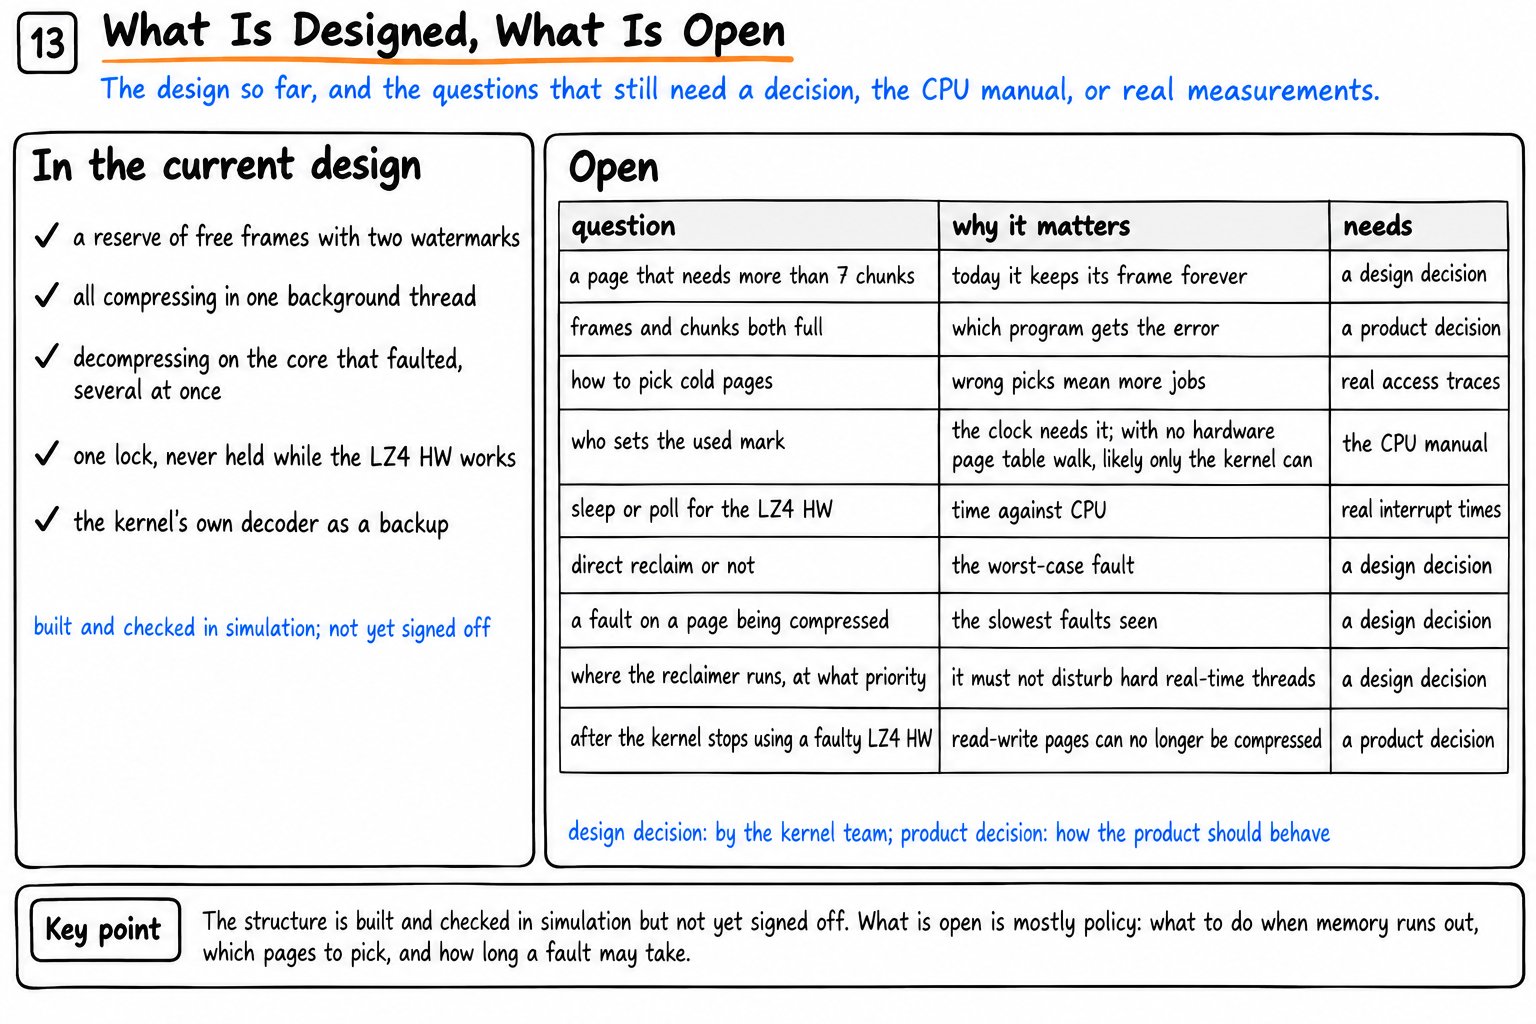 13
What Is Designed, What Is Open
The design so far, and the questions that still need a decision, the CPU manual, or real measurements.
In the current design
✓ a reserve of free frames with two watermarks
✓ all compressing in one background thread
✓ decompressing on the core that faulted,
several at once
✓ one lock, never held while the LZ4 HW works
✓ the kernel's own decoder as a backup
built and checked in simulation; not yet signed off
Open
question why it matters needs
a page that needs more than 7 chunks today it keeps its frame forever a design decision
frames and chunks both full which program gets the error a product decision
how to pick cold pages wrong picks mean more jobs real access traces
who sets the used mark the clock needs it; with no hardware
page table walk, likely only the kernel can the CPU manual
sleep or poll for the LZ4 HW time against CPU real interrupt times
direct reclaim or not the worst-case fault a design decision
a fault on a page being compressed the slowest faults seen a design decision
where the reclaimer runs, at what priority it must not disturb hard real-time threads a design decision
after the kernel stops using a faulty LZ4 HW read-write pages can no longer be compressed a product decision
design decision: by the kernel team; product decision: how the product should behave
Key point
The structure is built and checked in simulation but not yet signed off. What is open is mostly policy: what to do when memory runs out,
which pages to pick, and how long a fault may take.